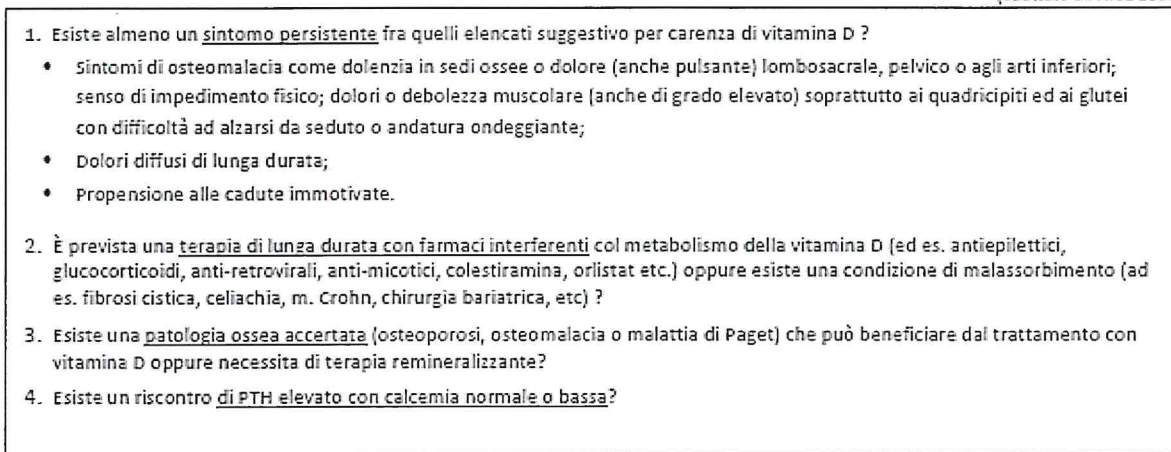 1. Esiste almeno un sintomo persistente fra quelli elencati suggestivo per carenza di vitamina D ?
• Sintomi di osteomalacia come dolenzia in sedi ossee o dolore (anche pulsante) lombosacrale, pelvico o agli arti inferiori;
senso di impedimento fisico; dolori o debolezza muscolare (anche di grado elevato) soprattutto ai quadricipiti ed ai glutei
con difficoltà ad alzarsi da seduto o andatura ondeggiante;
• Dolori diffusi di lunga durata;
• Propensione alle cadute immotivate.
2. È prevista una terapia di lunga durata con farmaci interferenti col metabolismo della vitamina D (ed es. antiepilettici,
glucocorticoidi, anti-retrovirali, anti-micotici, colestiramina, orlistat etc.) oppure esiste una condizione di malassorbimento (ad
es. fibrosi cistica, celiachia, m. Crohn, chirurgia bariatrica, etc) ?
3. Esiste una patologia ossea accertata (osteoporosi, osteomalacia o malattia di Paget) che può beneficiare dal trattamento con
vitamina D oppure necessita di terapia remineralizzante?
4. Esiste un riscontro di PTH elevato con calcemia normale o bassa?